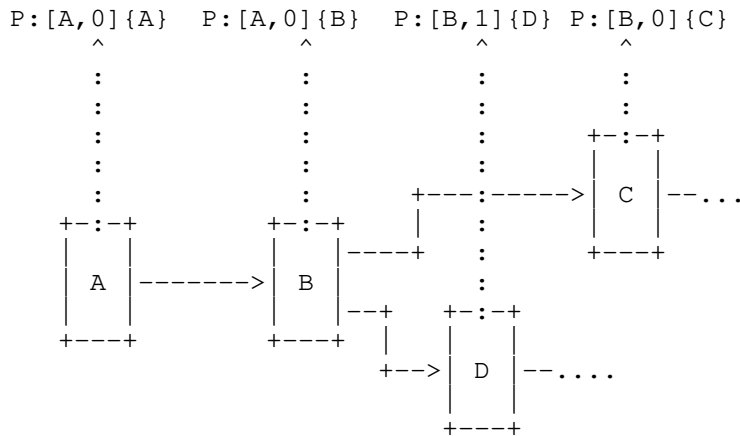 P:[A,0]{A} P:[A,0]{B} P:[B,1]{D} P:[B,0]{C}
^ ^ ^ ^
: : : :
: : : :
: : : +-:-+
: : : | |
: : +---:----->| C |--...
+-:-+ +-:-+ | : | |
| | | |----+ : +---+
| A |------->| B | :
| | | |--+ +-:-+
+---+ +---+ | | |
+-->| D |--....
| |
+---+